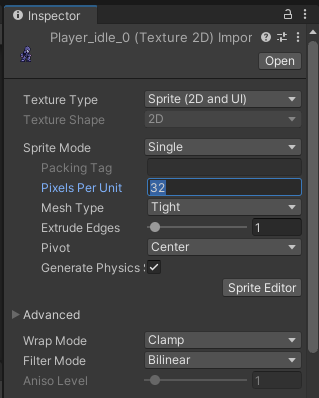 Inspector
Player_idle_0 (Texture 2D) Impor
Open
Texture Type Sprite (2D and UI)
Texture Shape 2D
Sprite Mode Single
Packing Tag
Pixels Per Unit 32
Mesh Type Tight
Extrude Edges 1
Pivot Center
Generate Physics S
Sprite Editor
Advanced
Wrap Mode Clamp
Filter Mode Bilinear
Aniso Level 1